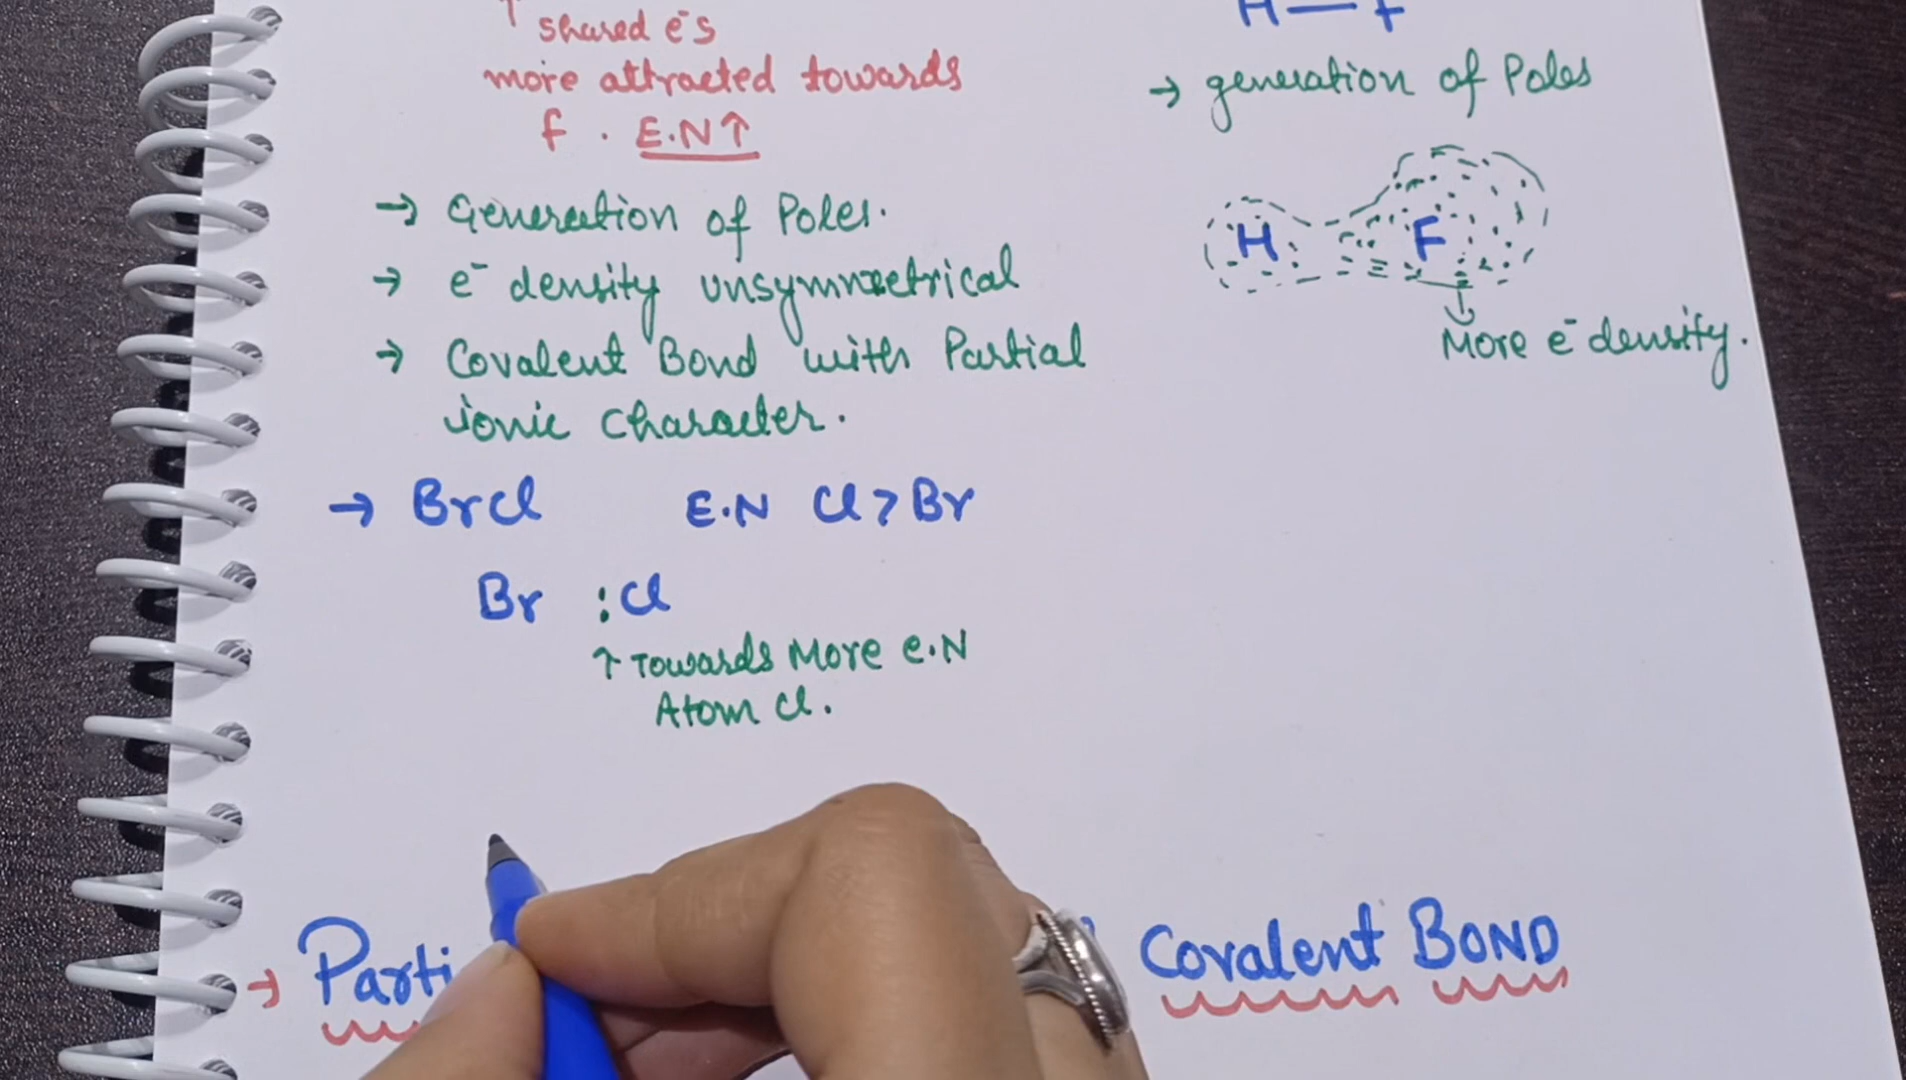 ↑ shared e⁻s
more attracted towards
F . E.N↑
→ Generation of Poles.
→ e⁻ density unsymmetrical
→ Covalent Bond with Partial
ionic character.
H — F
→ generation of Poles
H F
More e⁻ density.
→ BrCl E.N Cl > Br
Br :Cl
↑ Towards More e.N
Atom Cl.
→ Covalent BOND